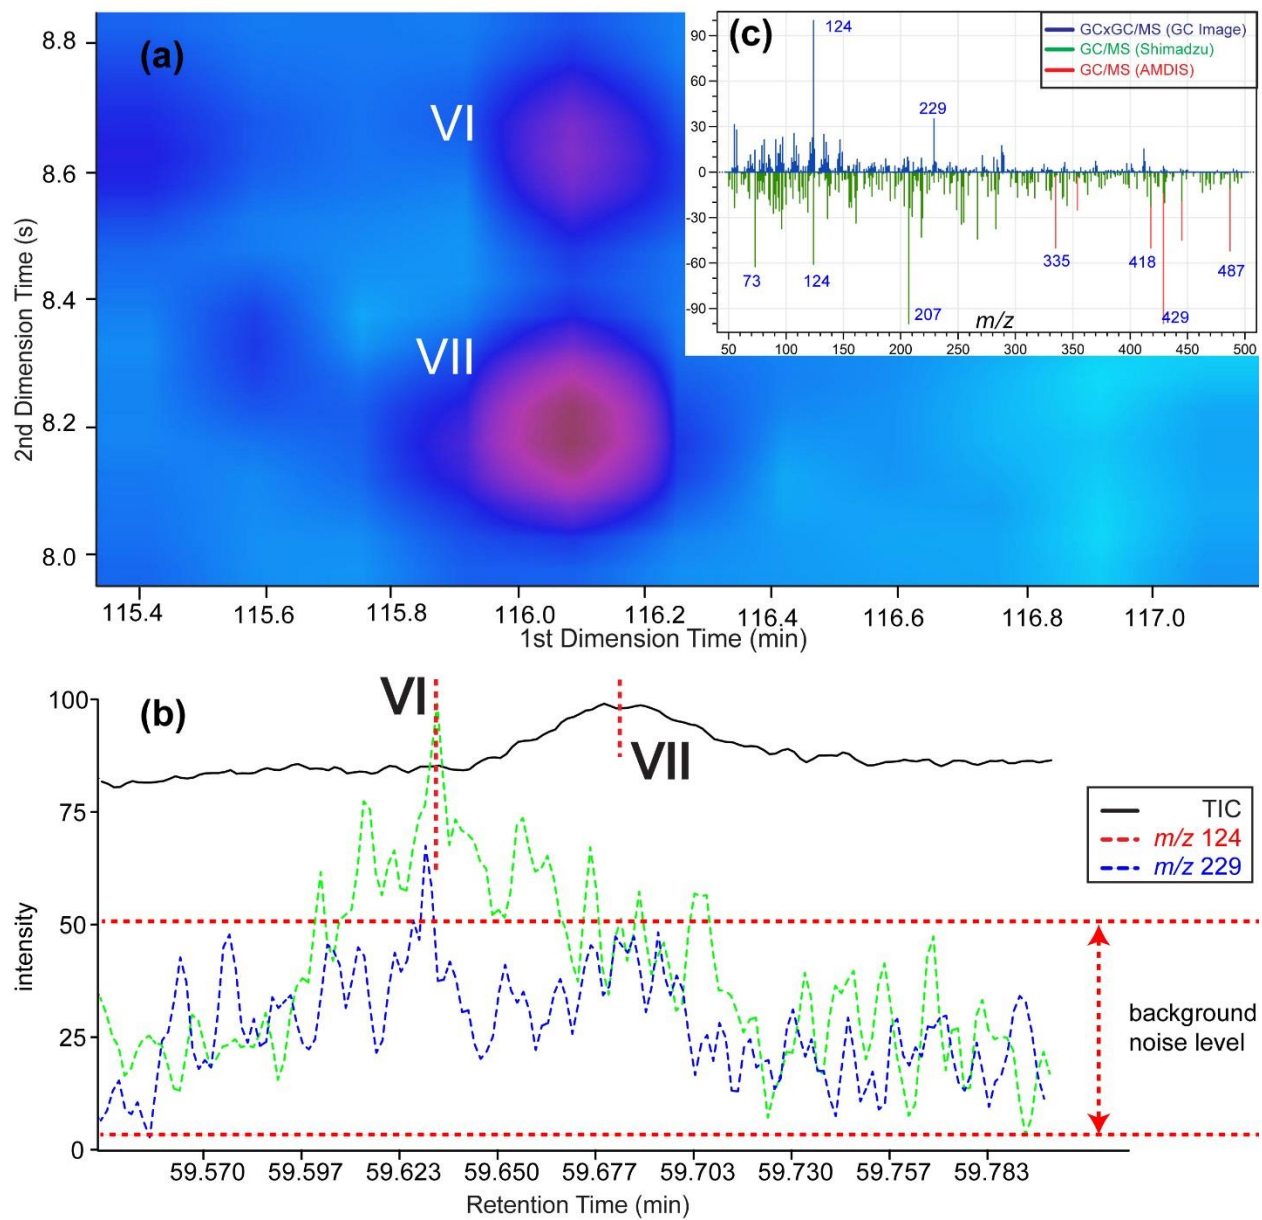 (a)
8.8
8.6
8.4
8.2
8.0
2nd Dimension Time (s)
VI
VII
115.4 115.6 115.8 116.0 116.2 116.4 116.6 116.8 117.0
1st Dimension Time (min)
(c)
GCxGC/MS (GC Image)
GC/MS (Shimadzu)
GC/MS (AMDIS)
90
60
30
0
-30
-60
-90
124
229
73
124
207
335
418
429
487
m/z
50 100 150 200 250 300 350 400 450 500
(b)
100
75
50
25
0
intensity
VI
VII
TIC
m/z 124
m/z 229
background
noise level
59.570 59.597 59.623 59.650 59.677 59.703 59.730 59.757 59.783
Retention Time (min)